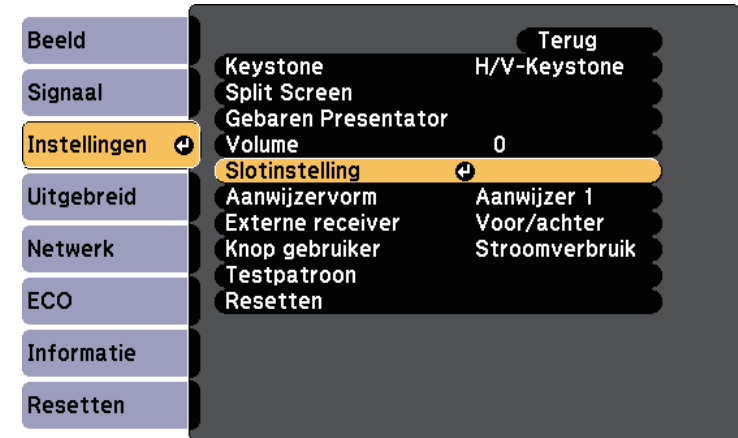 Beeld
Signaal
Instellingen
Uitgebreid
Netwerk
ECO
Informatie
Resetten
Terug
Keystone H/V-Keystone
Split Screen
Gebaren Presentator
Volume 0
Slotinstelling
Aanwijzervorm Aanwijzer 1
Externe receiver Voor/achter
Knop gebruiker Stroomverbruik
Testpatroon
Resetten